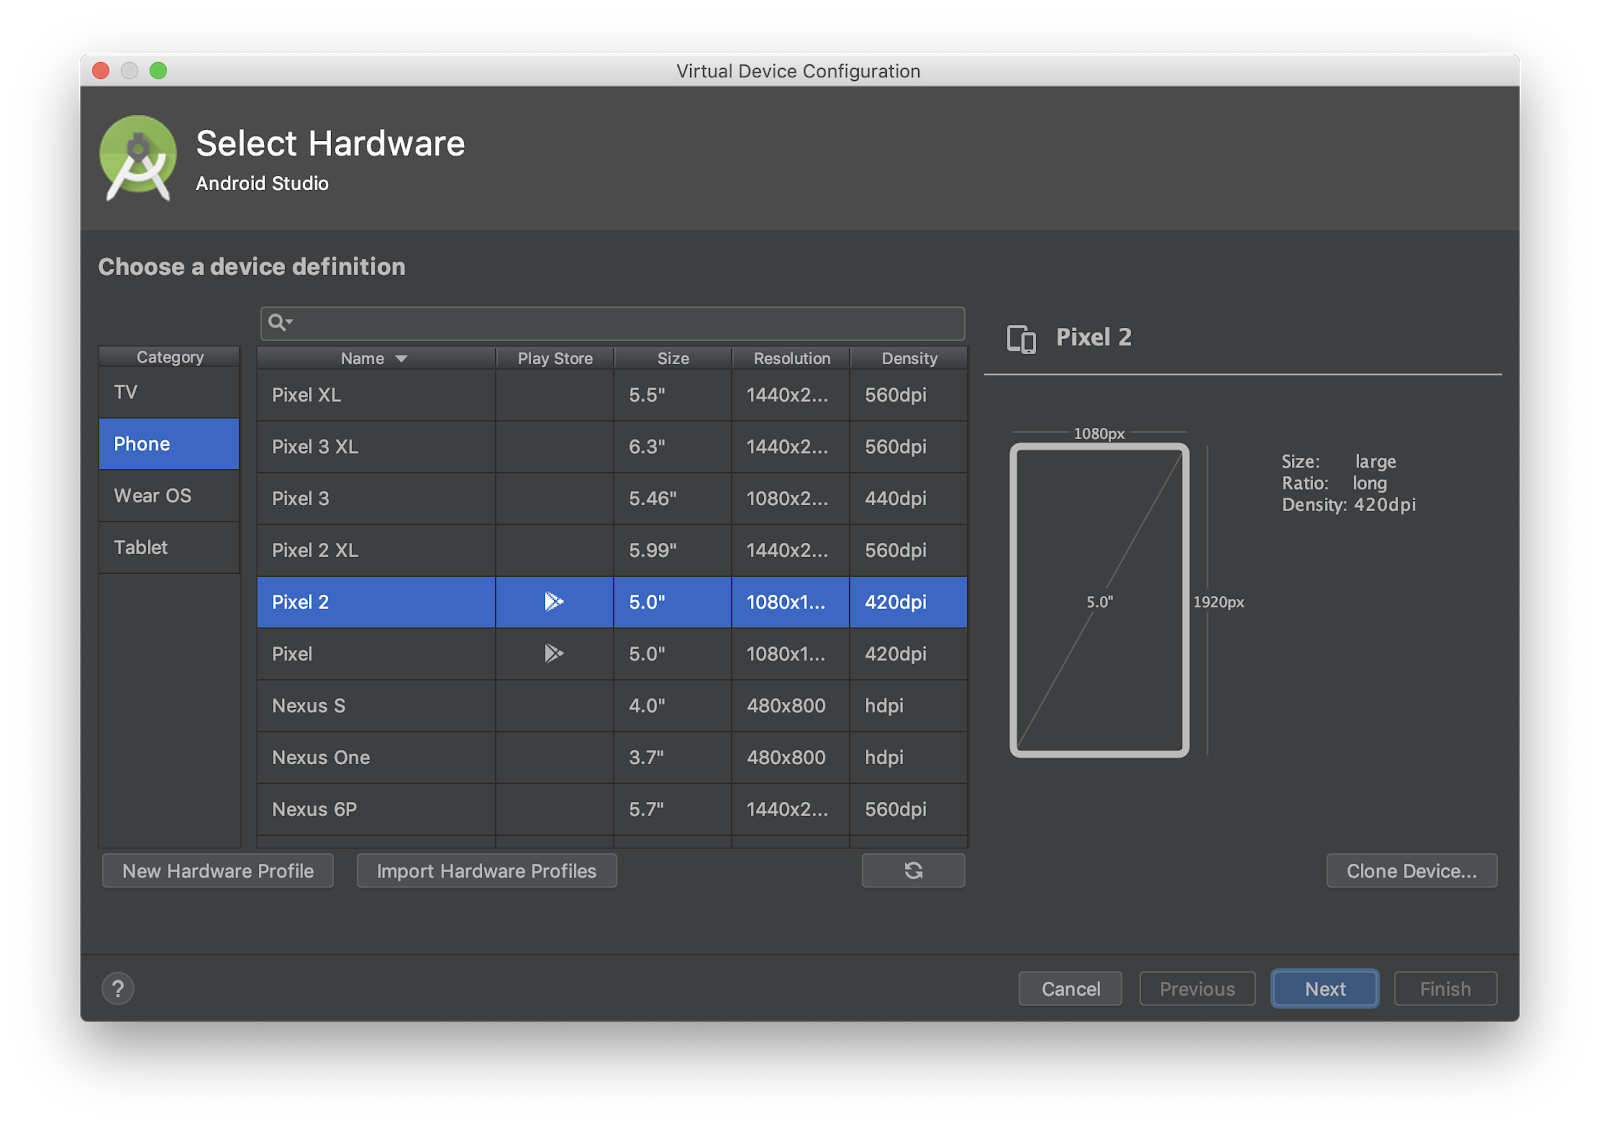 Virtual Device Configuration
Select Hardware
Android Studio
Choose a device definition
Category
TV
Phone
Wear OS
Tablet
Name Play Store Size Resolution Density
Pixel XL 5.5" 1440x2... 560dpi
Pixel 3 XL 6.3" 1440x2... 560dpi
Pixel 3 5.46" 1080x2... 440dpi
Pixel 2 XL 5.99" 1440x2... 560dpi
Pixel 2 5.0" 1080x1... 420dpi
Pixel 5.0" 1080x1... 420dpi
Nexus S 4.0" 480x800 hdpi
Nexus One 3.7" 480x800 hdpi
Nexus 6P 5.7" 1440x2... 560dpi
Pixel 2
1080px
5.0"
1920px
Size: large
Ratio: long
Density: 420dpi
New Hardware Profile Import Hardware Profiles Clone Device...
? Cancel Previous Next Finish